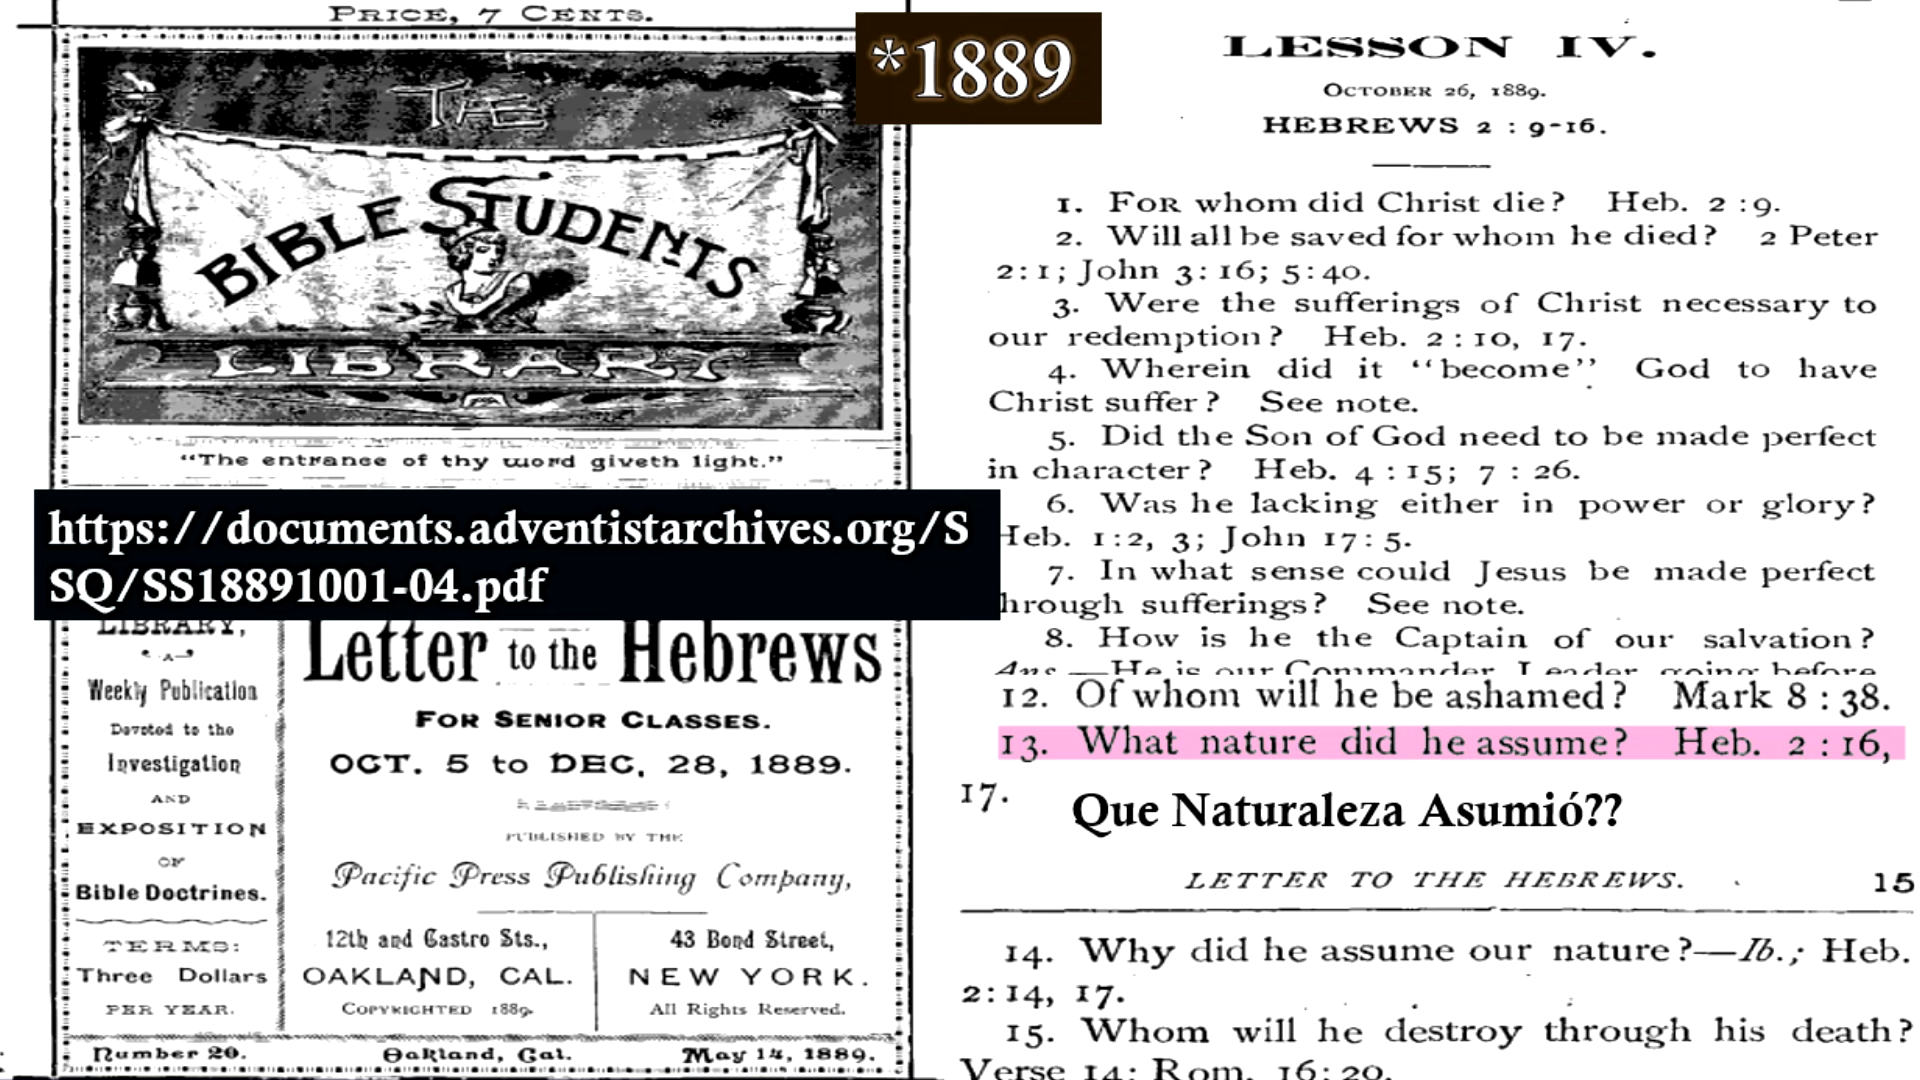 PRICE, 7 CENTS.
THE
BIBLE STUDENTS
LIBRARY
"The entrance of thy word giveth light."
*1889
https://documents.adventistarchives.org/S
SQ/SS18891001-04.pdf
LIBRARY,
-A-
Weekly Publication
Devoted to the
Investigation
AND
EXPOSITION
OF
Bible Doctrines.
TERMS:
Three Dollars
PER YEAR.
Letter to the Hebrews
FOR SENIOR CLASSES.
OCT. 5 to DEC. 28, 1889.
PUBLISHED BY THE
Pacific Press Publishing Company,
12th and Castro Sts.,
OAKLAND, CAL.
COPYRIGHTED 1889.
43 Bond Street,
NEW YORK.
All Rights Reserved.
Number 20. Oakland, Cal. May 14, 1889.
LESSON IV.
OCTOBER 26, 1889.
HEBREWS 2 : 9-16.
1. FOR whom did Christ die? Heb. 2 : 9.
2. Will all be saved for whom he died? 2 Peter
2 : 1; John 3 : 16; 5 : 40.
3. Were the sufferings of Christ necessary to
our redemption? Heb. 2 : 10, 17.
4. Wherein did it "become" God to have
Christ suffer? See note.
5. Did the Son of God need to be made perfect
in character? Heb. 4 : 15; 7 : 26.
6. Was he lacking either in power or glory?
Heb. 1 : 2, 3; John 17 : 5.
7. In what sense could Jesus be made perfect
hrough sufferings? See note.
8. How is he the Captain of our salvation?
Ans.—He is our Commander, Leader, going before
12. Of whom will he be ashamed? Mark 8 : 38.
13. What nature did he assume? Heb. 2 : 16,
17.
Que Naturaleza Asumió??
LETTER TO THE HEBREWS. 15
14. Why did he assume our nature?—Ib.; Heb.
2 : 14, 17.
15. Whom will he destroy through his death?
Verse 14; Rom. 16 : 20.